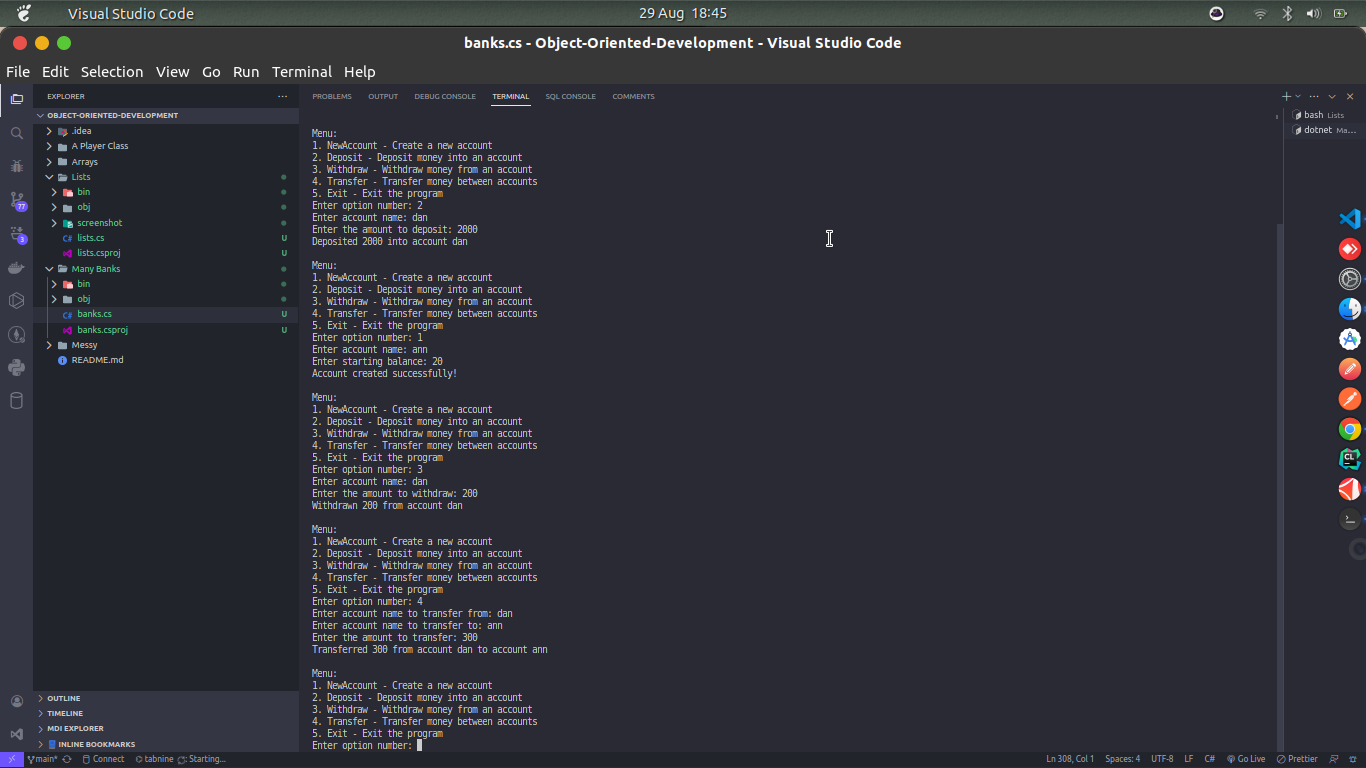 Visual Studio Code
29 Aug 18:45
banks.cs - Object-Oriented-Development - Visual Studio Code
File Edit Selection View Go Run Terminal Help
EXPLORER
OBJECT-ORIENTED-DEVELOPMENT
.idea
A Player Class
Arrays
Lists
bin
obj
screenshot
C# lists.cs U
lists.csproj U
Many Banks
bin
obj
C# banks.cs U
banks.csproj U
Messy
README.md
OUTLINE
TIMELINE
MDI EXPLORER
INLINE BOOKMARKS
77
3
PROBLEMS OUTPUT DEBUG CONSOLE TERMINAL SQL CONSOLE COMMENTS
Menu:
1. NewAccount - Create a new account
2. Deposit - Deposit money into an account
3. Withdraw - Withdraw money from an account
4. Transfer - Transfer money between accounts
5. Exit - Exit the program
Enter option number: 2
Enter account name: dan
Enter the amount to deposit: 2000
Deposited 2000 into account dan
Menu:
1. NewAccount - Create a new account
2. Deposit - Deposit money into an account
3. Withdraw - Withdraw money from an account
4. Transfer - Transfer money between accounts
5. Exit - Exit the program
Enter option number: 1
Enter account name: ann
Enter starting balance: 20
Account created successfully!
Menu:
1. NewAccount - Create a new account
2. Deposit - Deposit money into an account
3. Withdraw - Withdraw money from an account
4. Transfer - Transfer money between accounts
5. Exit - Exit the program
Enter option number: 3
Enter account name: dan
Enter the amount to withdraw: 200
Withdrawn 200 from account dan
Menu:
1. NewAccount - Create a new account
2. Deposit - Deposit money into an account
3. Withdraw - Withdraw money from an account
4. Transfer - Transfer money between accounts
5. Exit - Exit the program
Enter option number: 4
Enter account name to transfer from: dan
Enter account name to transfer to: ann
Enter the amount to transfer: 300
Transferred 300 from account dan to account ann
Menu:
1. NewAccount - Create a new account
2. Deposit - Deposit money into an account
3. Withdraw - Withdraw money from an account
4. Transfer - Transfer money between accounts
5. Exit - Exit the program
Enter option number:
bash Lists
dotnet Ma...
CL
main* Connect tabnine Starting... Ln 308, Col 1 Spaces: 4 UTF-8 LF C# Go Live Prettier